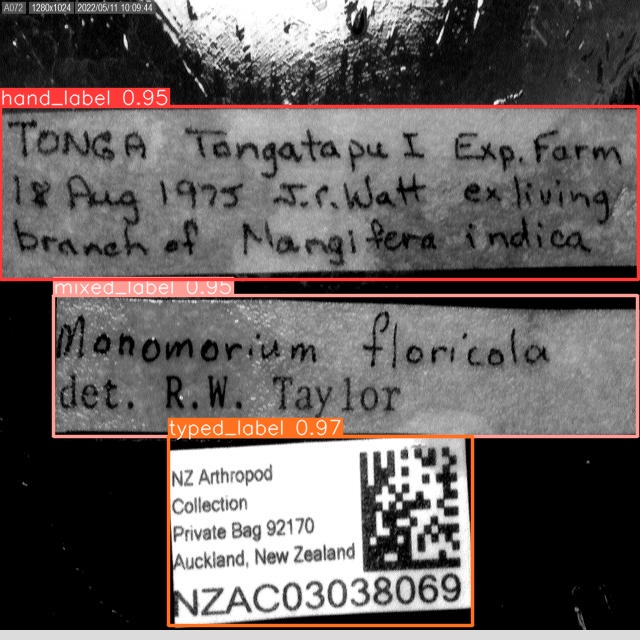 A072 1280x1024 2022/05/11 10:09:44
hand_label 0.95
TONGA Tongatapu I Exp. Farm
18 Aug 1975 J.C. Watt ex living
branch of Mangifera indica
mixed_label 0.95
Monomorium floricola
det. R.W. Taylor
typed_label 0.97
NZ Arthropod
Collection
Private Bag 92170
Auckland, New Zealand
NZAC03038069